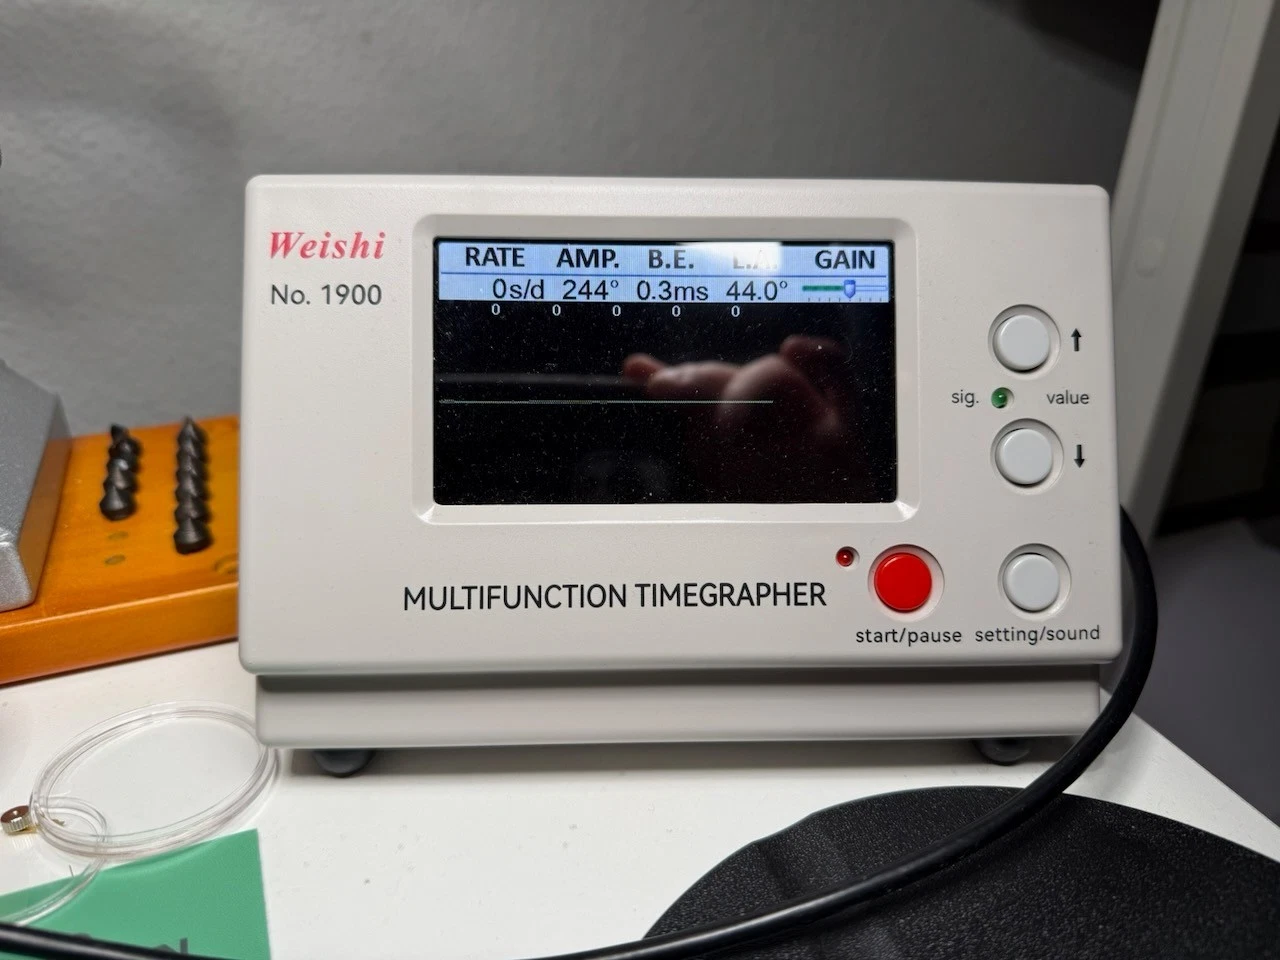 Weishi
No. 1900
RATE AMP. B.E. L.A. GAIN
0s/d 244° 0.3ms 44.0°
0 0 0 0 0
sig. value
MULTIFUNCTION TIMEGRAPHER
start/pause setting/sound